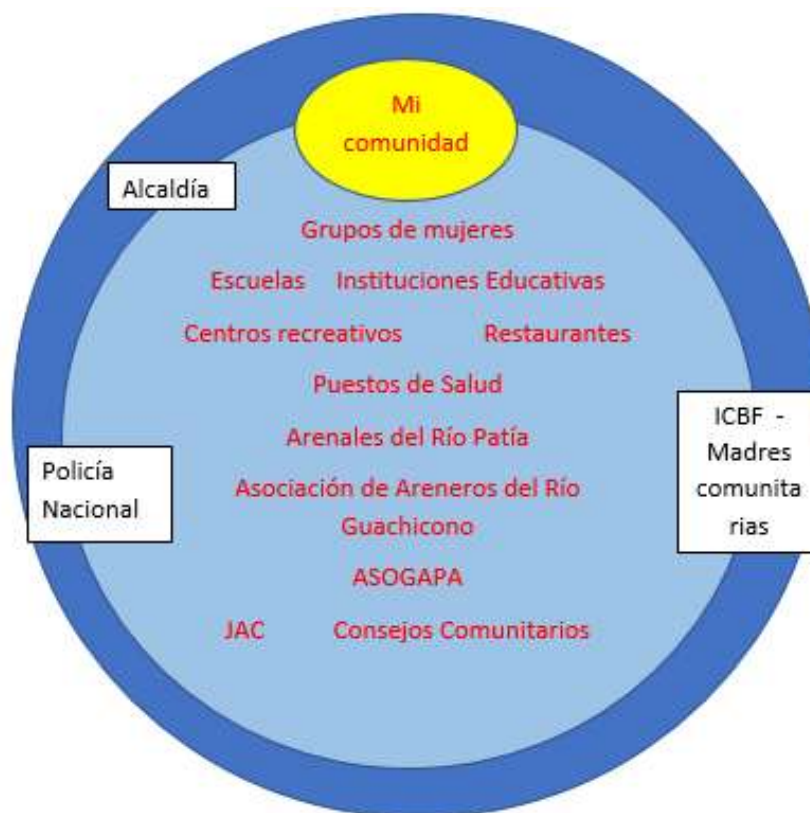 Mi
comunidad
Alcaldía
Grupos de mujeres
Escuelas Instituciones Educativas
Centros recreativos Restaurantes
Puestos de Salud
Arenales del Río Patía
Asociación de Areneros del Río
Guachicono
ASOGAPA
JAC Consejos Comunitarios
Policía
Nacional
ICBF -
Madres
comunita
rias